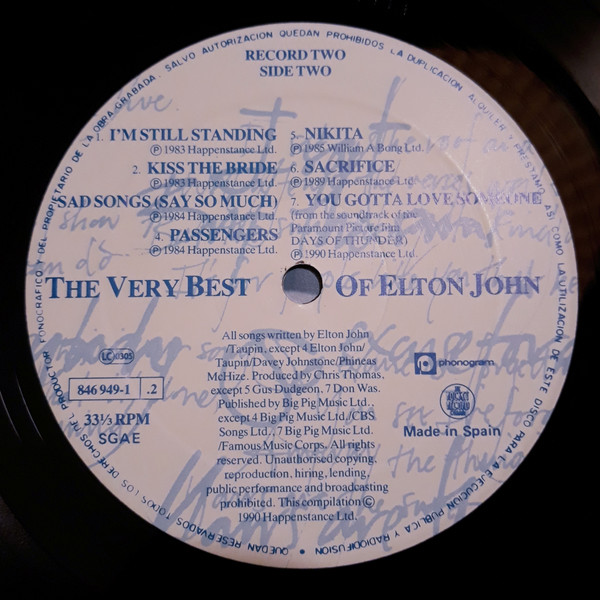 RECORD TWO
SIDE TWO
1. I'M STILL STANDING
℗ 1983 Happenstance Ltd.
2. KISS THE BRIDE
℗ 1983 Happenstance Ltd.
SAD SONGS (SAY SO MUCH)
℗ 1984 Happenstance Ltd.
4. PASSENGERS
℗ 1984 Happenstance Ltd.
5. NIKITA
℗ 1985 William A Bong Ltd.
6. SACRIFICE
℗ 1989 Happenstance Ltd.
7. YOU GOTTA LOVE SOMEONE
(from the soundtrack of the
Paramount Picture film
DAYS OF THUNDER)
℗ 1990 Happenstance Ltd.
THE VERY BEST OF ELTON JOHN
LC 0305
846 949-1 .2
33⅓ RPM
SGAE
All songs written by Elton John
/Taupin, except 4 Elton John/
Taupin/Davey Johnstone/Phineas
McHize. Produced by Chris Thomas,
except 5 Gus Dudgeon, 7 Don Was.
Published by Big Pig Music Ltd.,
except 4 Big Pig Music Ltd./CBS
Songs Ltd., 7 Big Pig Music Ltd.
/Famous Music Corps. All rights
reserved. Unauthorised copying,
reproduction, hiring, lending,
public performance and broadcasting
prohibited. This compilation ©
1990 Happenstance Ltd.
phonogram
THE ROCKET RECORD COMPANY
Made in Spain
PRODUCTOR FONOGRAFICO Y DEL PROPIETARIO DE LA OBRA GRABADA. SALVO AUTORIZACION QUEDAN PROHIBIDOS LA DUPLICACION, ALQUILER Y PRESTAMO, ASI COMO LA UTILIZACION DE ESTE DISCO PARA LA EJECUCION PUBLICA Y RADIODIFUSION • QUEDAN RESERVADOS TODOS LOS DERECHOS DEL